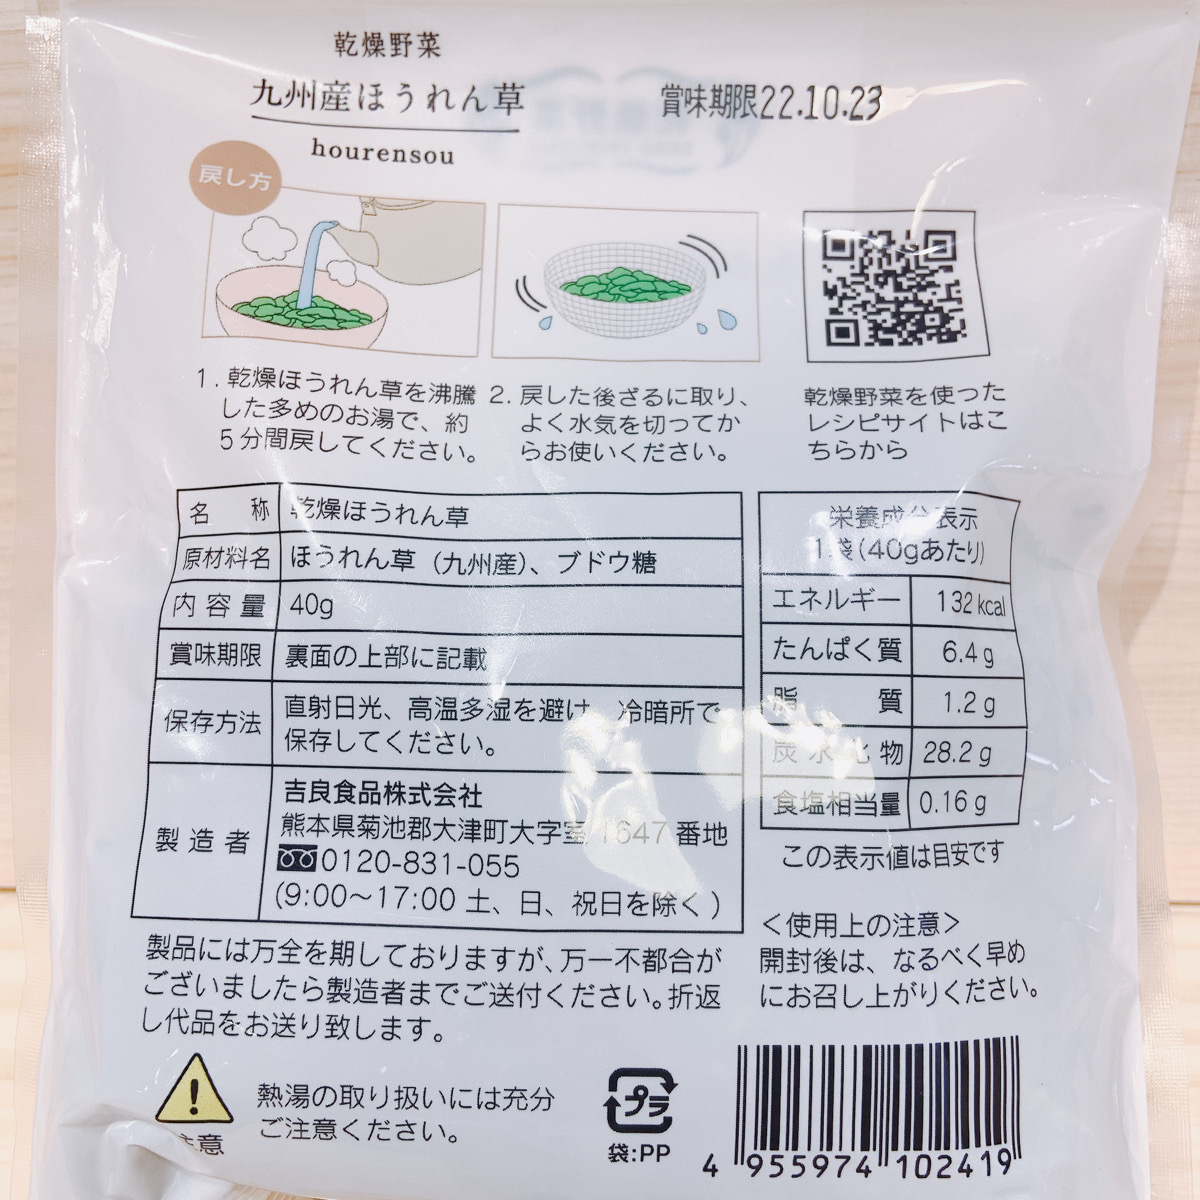 乾燥野菜
九州産ほうれん草
hourensou
賞味期限22.10.23
戻し方
1. 乾燥ほうれん草を沸騰
した多めのお湯で、約
5分間戻してください。
2. 戻した後ざるに取り、
よく水気を切ってか
らお使いください。
乾燥野菜を使った
レシピサイトはこ
ちらから
名称 乾燥ほうれん草
原材料名 ほうれん草（九州産）、ブドウ糖
内容量 40g
賞味期限 裏面の上部に記載
保存方法 直射日光、高温多湿を避け 冷暗所で
保存してください。
製造者 吉良食品株式会社
熊本県菊池郡大津町大字室 1647 番地
0120-831-055
(9:00〜17:00 土、日、祝日を除く)
栄養成分表示
1袋(40gあたり)
エネルギー 132kcal
たんぱく質 6.4g
脂質 1.2g
炭水化物 28.2g
食塩相当量 0.16g
この表示値は目安です
＜使用上の注意＞
開封後は、なるべく早め
にお召し上がりください。
製品には万全を期しておりますが、万一不都合が
ございましたら製造者までご送付ください。折返
し代品をお送り致します。
注意
熱湯の取り扱いには充分
ご注意ください。
プラ
袋:PP
4 955974 102419